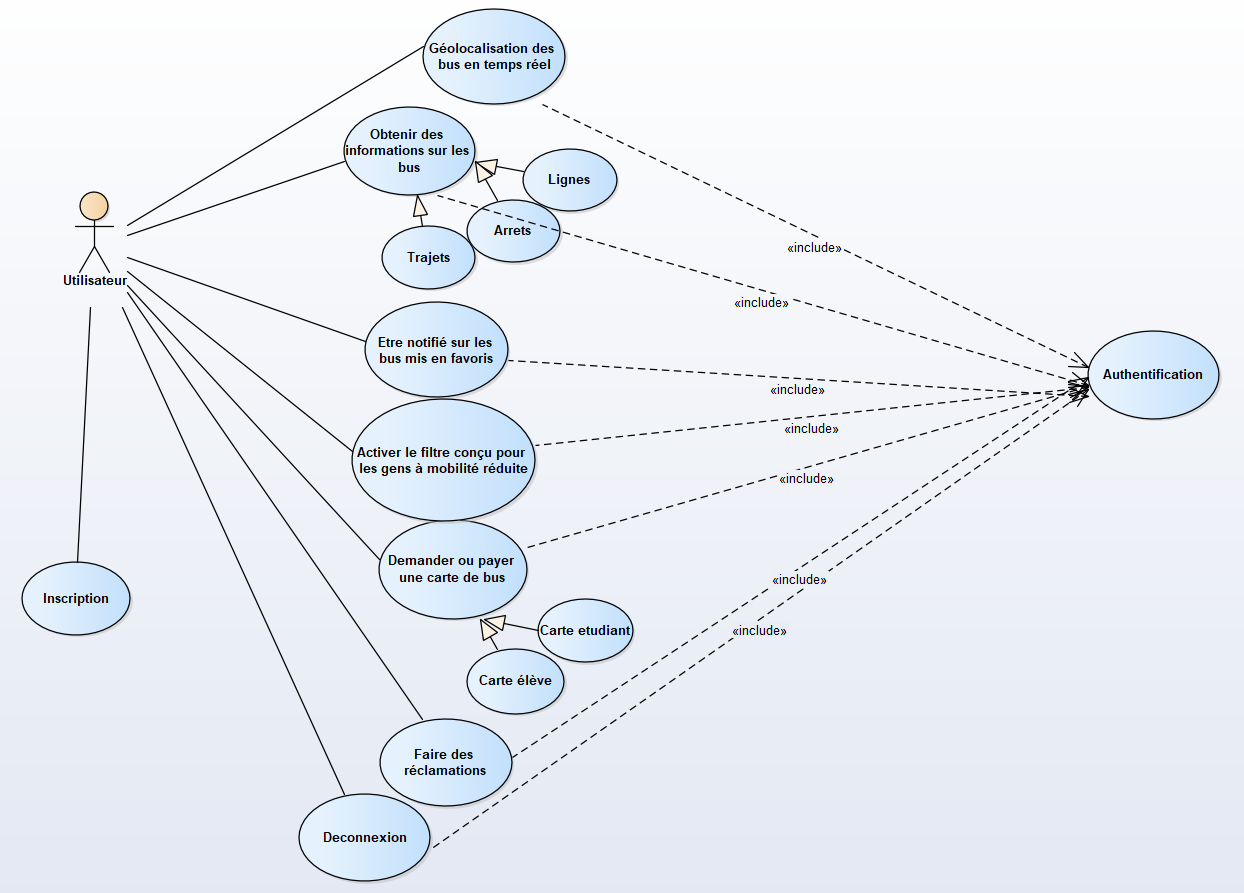 Géolocalisation des
bus en temps réel
Obtenir des
informations sur les
bus
Lignes
Arrets
Trajets
«include»
Utilisateur
«include»
Etre notifié sur les
bus mis en favoris
Authentification
«include»
«include»
Activer le filtre conçu pour
les gens à mobilité réduite
«include»
Demander ou payer
une carte de bus
«include»
Inscription
Carte etudiant
«include»
Carte élève
Faire des
réclamations
Deconnexion